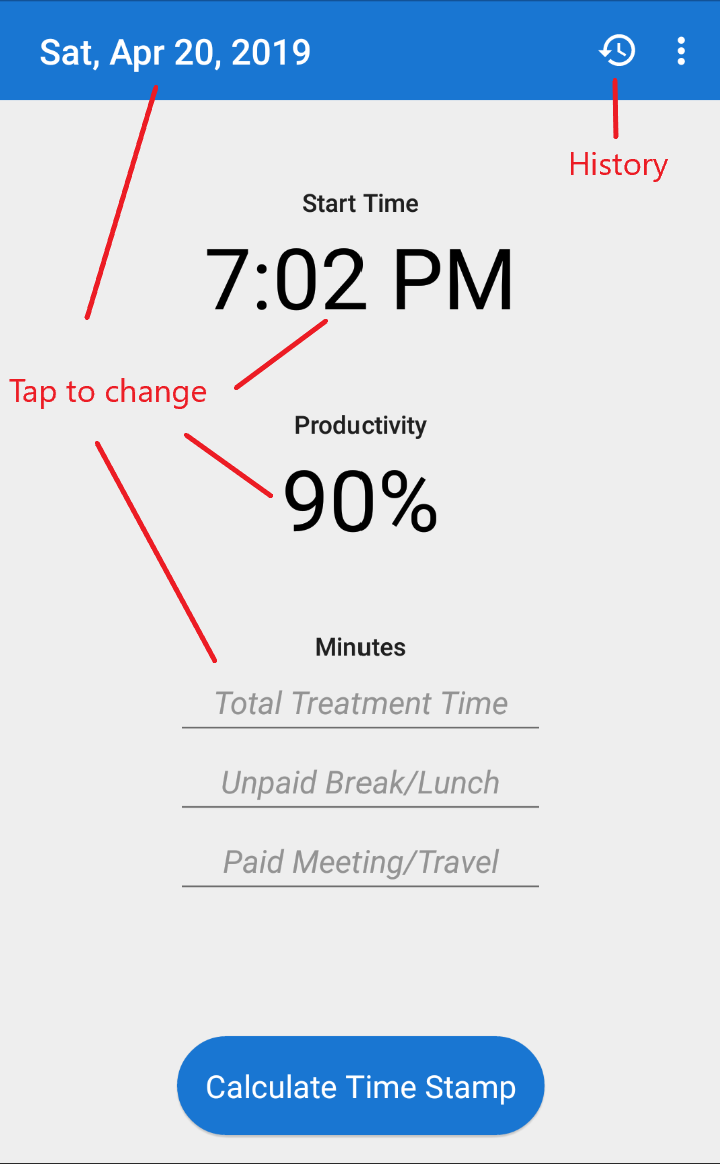 Sat, Apr 20, 2019
History
Start Time
7:02 PM
Tap to change
Productivity
90%
Minutes
Total Treatment Time
Unpaid Break/Lunch
Paid Meeting/Travel
Calculate Time Stamp